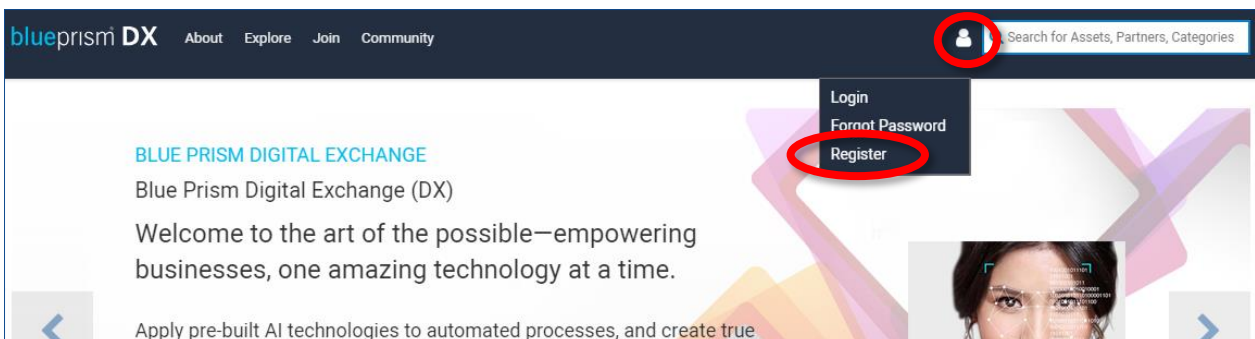 blueprism DX About Explore Join Community Search for Assets, Partners, Categories
Login
Forgot Password
Register
BLUE PRISM DIGITAL EXCHANGE
Blue Prism Digital Exchange (DX)
Welcome to the art of the possible—empowering
businesses, one amazing technology at a time.
Apply pre-built AI technologies to automated processes, and create true